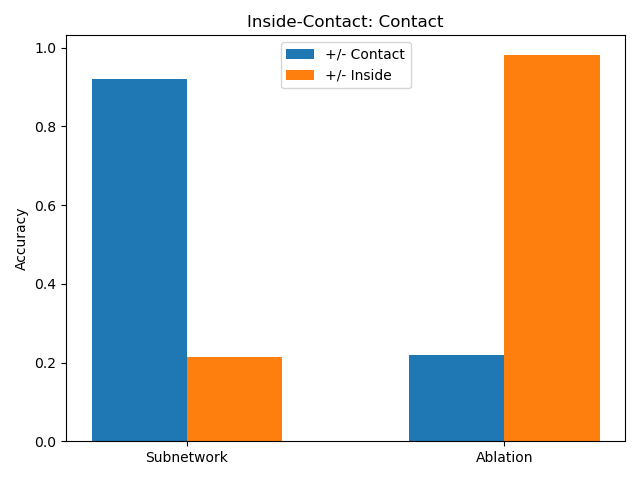 Inside-Contact: Contact
+/- Contact
+/- Inside
Accuracy
1.0
0.8
0.6
0.4
0.2
0.0
Subnetwork
Ablation